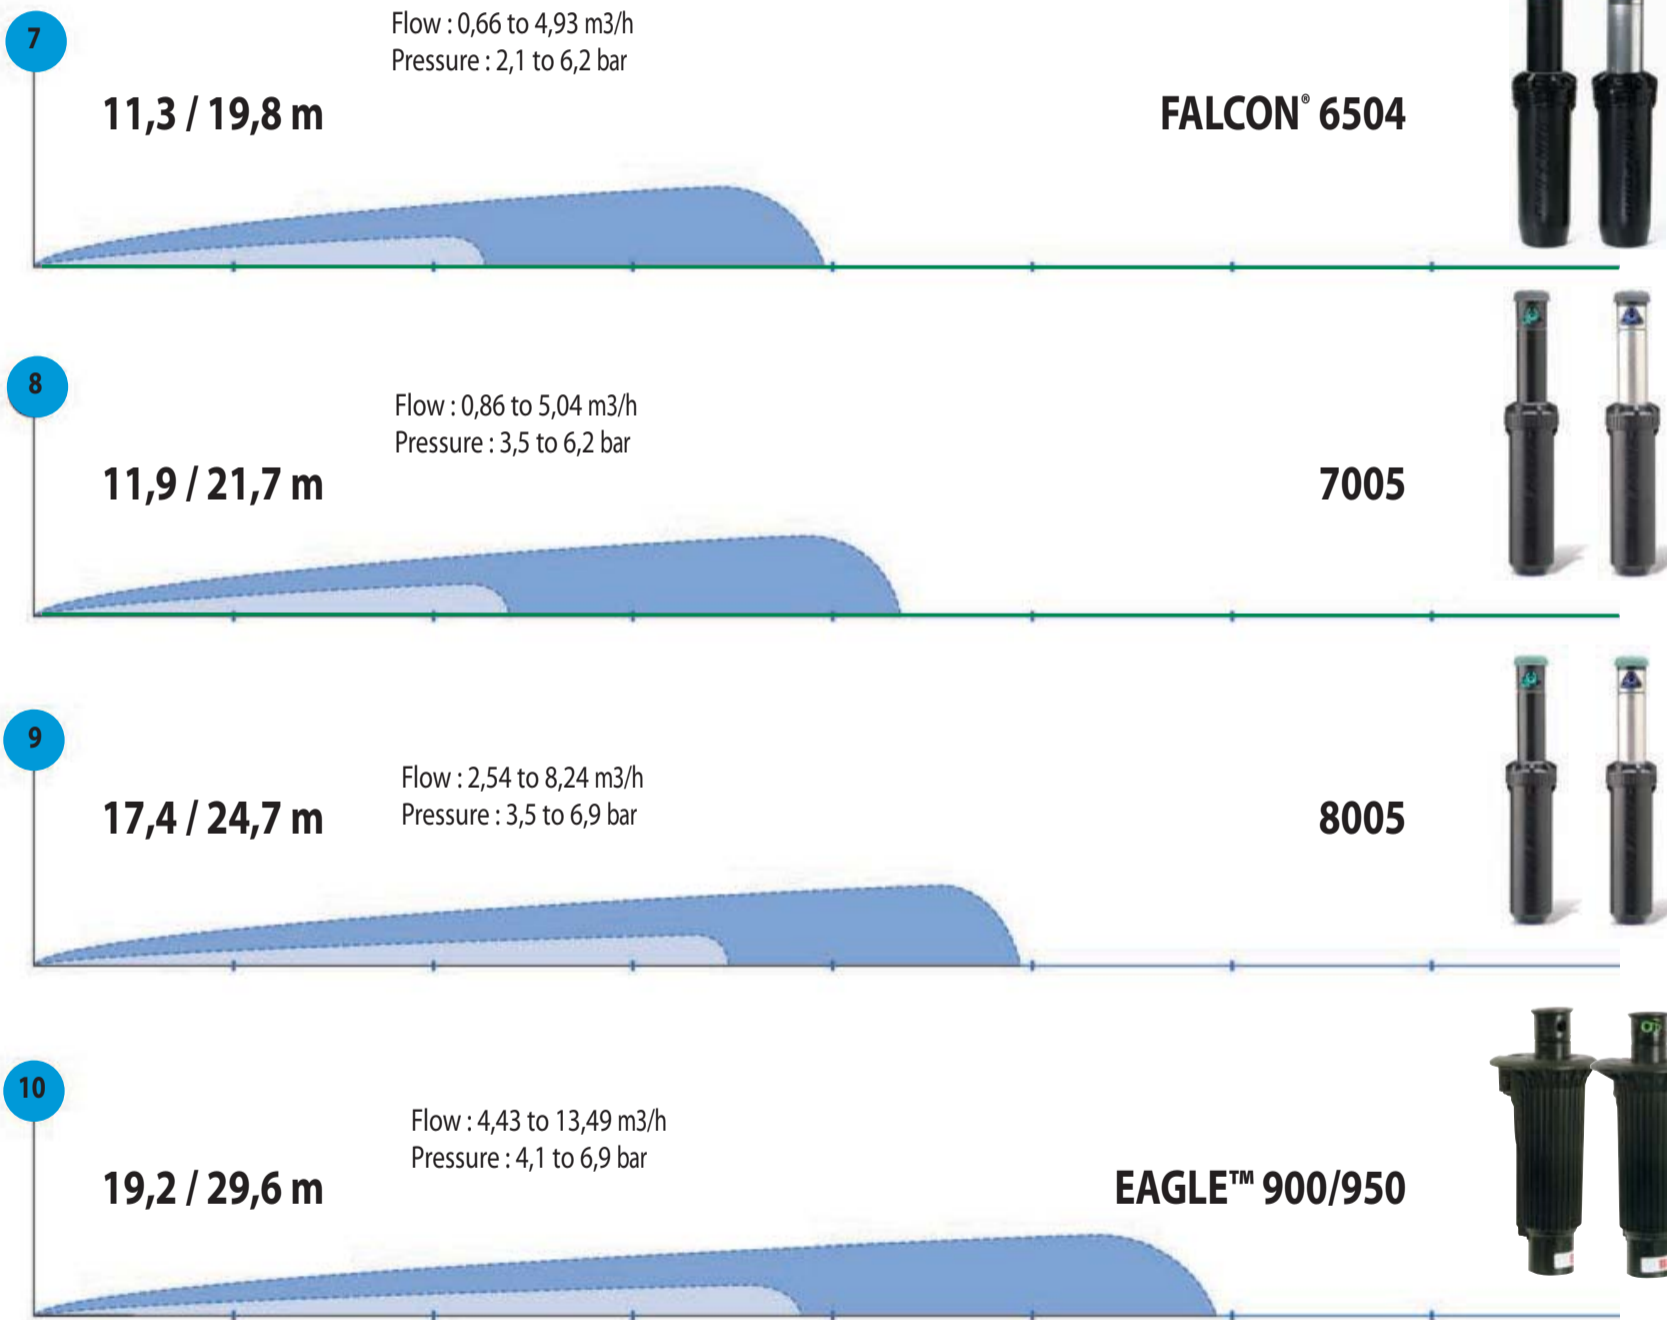 7
Flow : 0,66 to 4,93 m3/h
Pressure : 2,1 to 6,2 bar
11,3 / 19,8 m
FALCON® 6504
8
Flow : 0,86 to 5,04 m3/h
Pressure : 3,5 to 6,2 bar
11,9 / 21,7 m
7005
9
Flow : 2,54 to 8,24 m3/h
Pressure : 3,5 to 6,9 bar
17,4 / 24,7 m
8005
10
Flow : 4,43 to 13,49 m3/h
Pressure : 4,1 to 6,9 bar
19,2 / 29,6 m
EAGLE™ 900/950